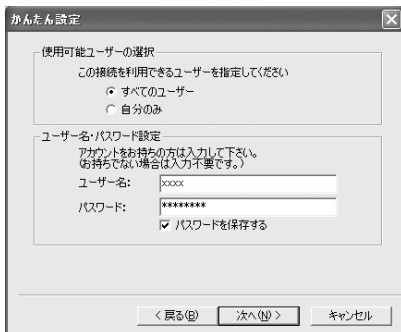 かんたん設定
使用可能ユーザーの選択
この接続を利用できるユーザーを指定してください
すべてのユーザー
自分のみ
ユーザー名・パスワード設定
アカウントをお持ちの方は入力して下さい。
(お持ちでない場合は入力不要です。)
ユーザー名: xxxx
パスワード: ********
パスワードを保存する
< 戻る(B) 次へ(N) > キャンセル